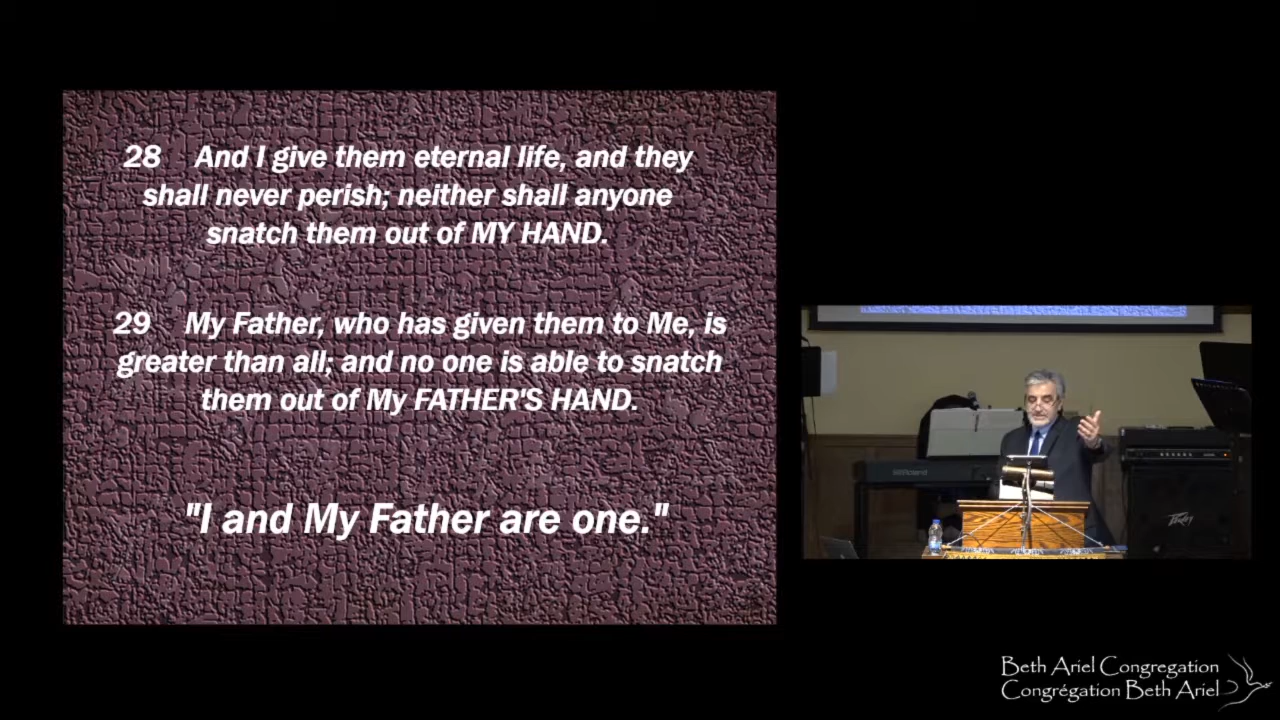 28 And I give them eternal life, and they
shall never perish; neither shall anyone
snatch them out of MY HAND.
29 My Father, who has given them to Me, is
greater than all; and no one is able to snatch
them out of My FATHER'S HAND.
"I and My Father are one."
Roland
Peavey
Beth Ariel Congregation
Congrégation Beth Ariel